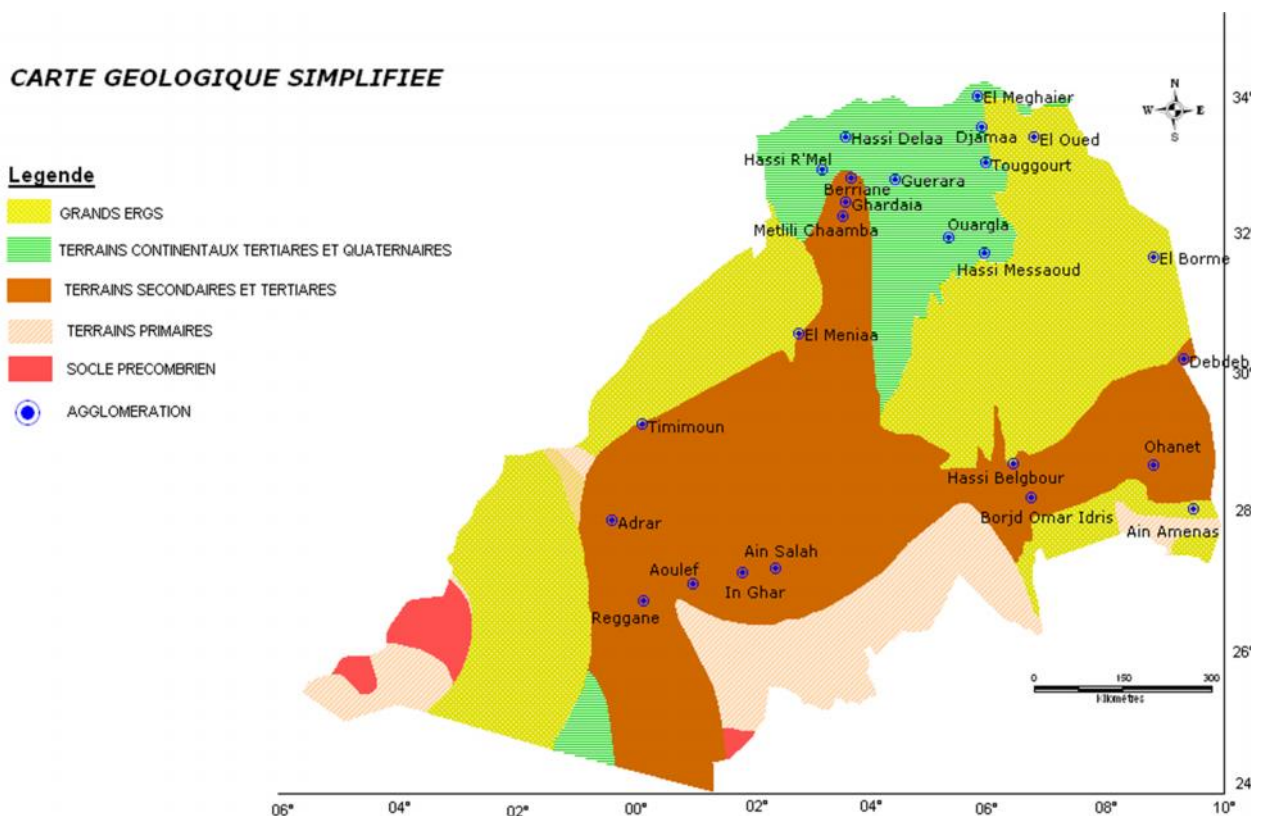 CARTE GEOLOGIQUE SIMPLIFIEE
Legende
GRANDS ERGS
TERRAINS CONTINENTAUX TERTIARES ET QUATERNAIRES
TERRAINS SECONDAIRES ET TERTIARES
TERRAINS PRIMAIRES
SOCLE PRECOMBRIEN
AGGLOMERATION
N
W E
S
El Meghaier
Hassi Delaa
Djamaa
El Oued
Hassi R'Mel
Touggourt
Berriane
Guerara
Ghardaia
Metlili Chaamba
Ouargla
Hassi Messaoud
El Borme
El Meniaa
Debdeb
Timimoun
Ohanet
Hassi Belgbour
Borjd Omar Idris
Ain Amenas
Adrar
Ain Salah
Aoulef
In Ghar
Reggane
34'
32'
30'
28
26'
24
0 150 300
Kilométres
06° 04° 02° 00° 02° 04° 06° 08° 10°